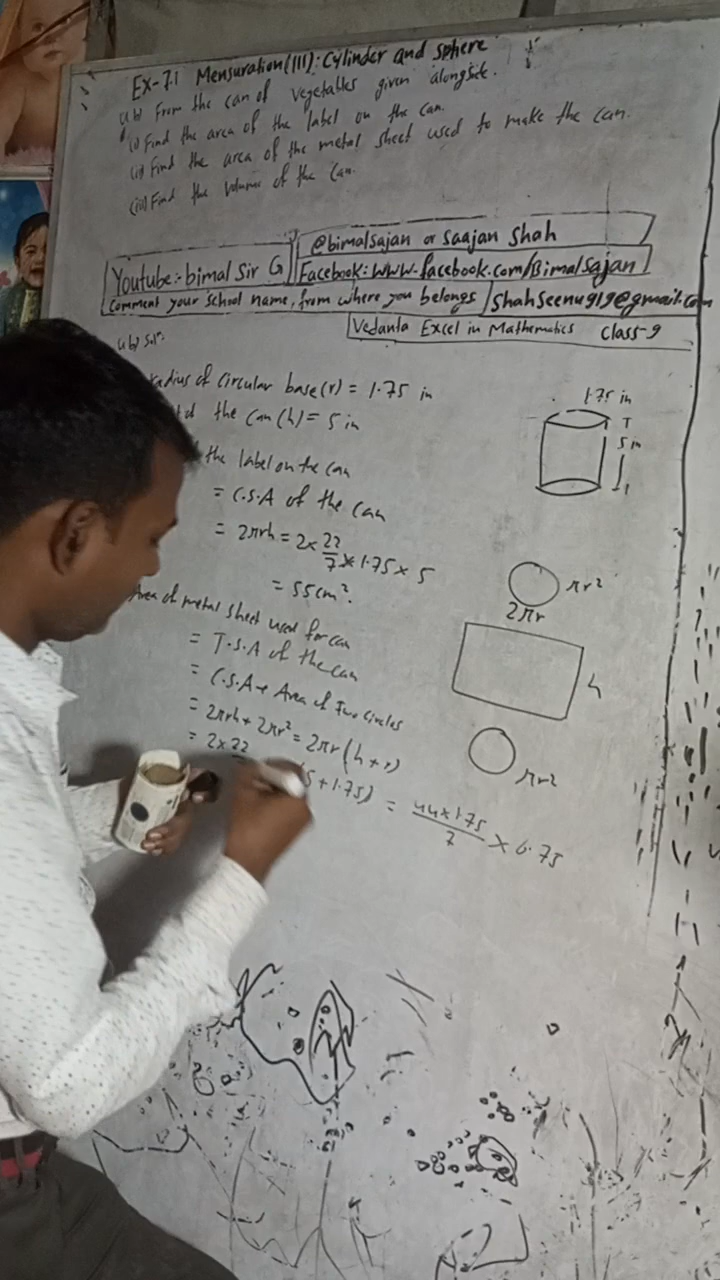 Ex-7.1 Mensuration(III): Cylinder and sphere
4.b) From the can of vegetables given alongside.
(i) Find the area of the label on the can.
(ii) Find the area of the metal sheet used to make the can.
(iii) Find the volume of the can.
@bimalsajan or Saajan Shah
Youtube:- bimal Sir G
Facebook: WWW.facebook.com/Bimalsajan
Comment your school name, from where you belongs
Shahseenu919@gmail.com
Vedanta Excel in Mathematics Class-9
4.b) Solⁿ:
radius of circular base(r) = 1.75 in
the can (h) = 5 in
1.75 in
5 in
the label on the can
= C.S.A of the can
= 2πrh = 2×22/7×1.75×5
= 55cm².
πr²
2πr
h
πr²
Area of metal sheet used for can
= T.S.A of the can
= C.S.A + Area of Two circles
= 2πrh + 2πr² = 2πr(h+r)
= 2×22 (5+1.75) = 44×1.75/7 × 6.75